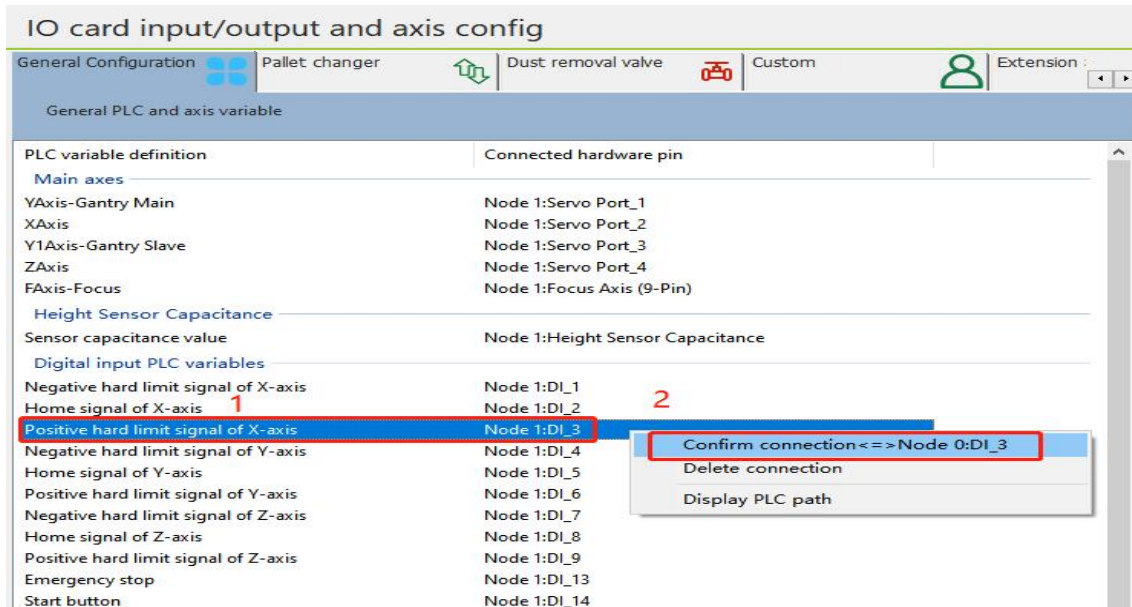 IO card input/output and axis config
General Configuration Pallet changer Dust removal valve Custom Extension
General PLC and axis variable
PLC variable definition Connected hardware pin
Main axes
YAxis-Gantry Main Node 1:Servo Port_1
XAxis Node 1:Servo Port_2
Y1Axis-Gantry Slave Node 1:Servo Port_3
ZAxis Node 1:Servo Port_4
FAxis-Focus Node 1:Focus Axis (9-Pin)
Height Sensor Capacitance
Sensor capacitance value Node 1:Height Sensor Capacitance
Digital input PLC variables
Negative hard limit signal of X-axis Node 1:DI_1
Home signal of X-axis 1 Node 1:DI_2 2
Positive hard limit signal of X-axis Node 1:DI_3
Confirm connection<=>Node 0:DI_3
Negative hard limit signal of Y-axis Node 1:DI_4
Delete connection
Home signal of Y-axis Node 1:DI_5
Positive hard limit signal of Y-axis Node 1:DI_6
Display PLC path
Negative hard limit signal of Z-axis Node 1:DI_7
Home signal of Z-axis Node 1:DI_8
Positive hard limit signal of Z-axis Node 1:DI_9
Emergency stop Node 1:DI_13
Start button Node 1:DI_14